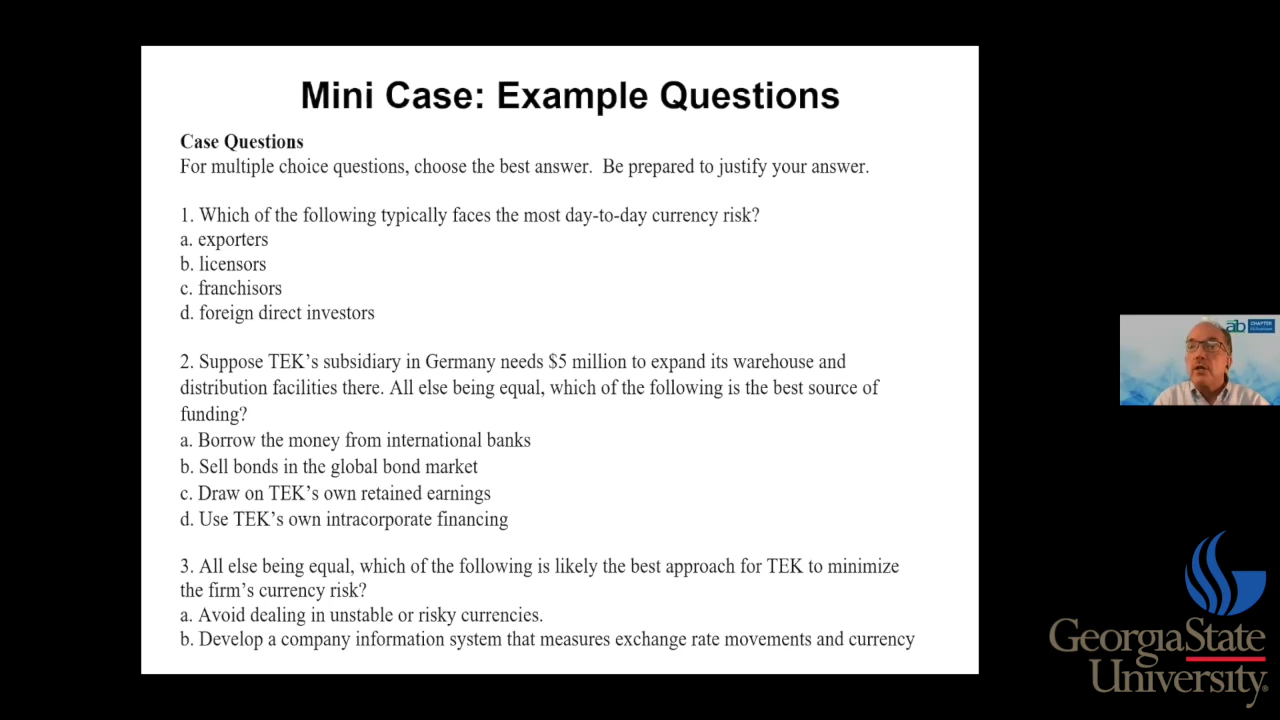 Mini Case: Example Questions
Case Questions
For multiple choice questions, choose the best answer.  Be prepared to justify your answer.
1. Which of the following typically faces the most day-to-day currency risk?
a. exporters
b. licensors
c. franchisors
d. foreign direct investors
2. Suppose TEK’s subsidiary in Germany needs $5 million to expand its warehouse and
distribution facilities there. All else being equal, which of the following is the best source of
funding?
a. Borrow the money from international banks
b. Sell bonds in the global bond market
c. Draw on TEK’s own retained earnings
d. Use TEK’s own intracorporate financing
3. All else being equal, which of the following is likely the best approach for TEK to minimize
the firm’s currency risk?
a. Avoid dealing in unstable or risky currencies.
b. Develop a company information system that measures exchange rate movements and currency
CHAPTER
GeorgiaState
University